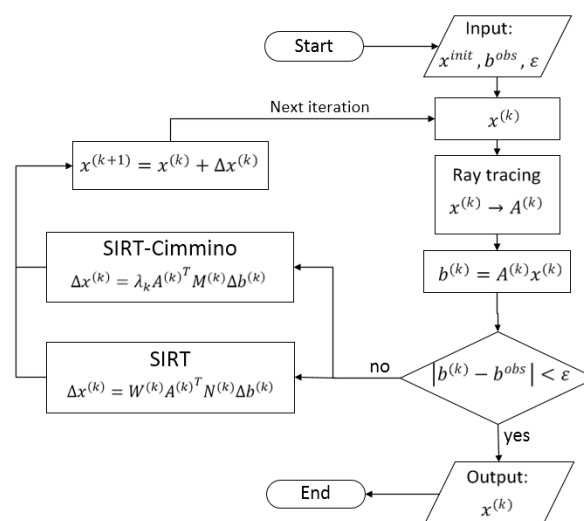 Start
Input:
x^{init}, b^{obs}, ε
Next iteration
x^{(k)}
x^{(k+1)} = x^{(k)} + Δx^{(k)}
Ray tracing
x^{(k)} → A^{(k)}
SIRT-Cimmino
Δx^{(k)} = λ_k A^{(k)^T} M^{(k)} Δb^{(k)}
b^{(k)} = A^{(k)} x^{(k)}
SIRT
Δx^{(k)} = W^{(k)} A^{(k)^T} N^{(k)} Δb^{(k)}
no
|b^{(k)} − b^{obs}| < ε
yes
Output:
x^{(k)}
End